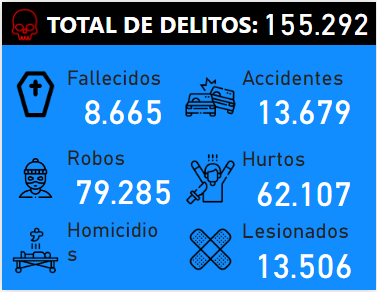 TOTAL DE DELITOS: 155.292
Fallecidos
8.665
Accidentes
13.679
Robos
79.285
Hurtos
62.107
Homicidio
s
Lesionados
13.506